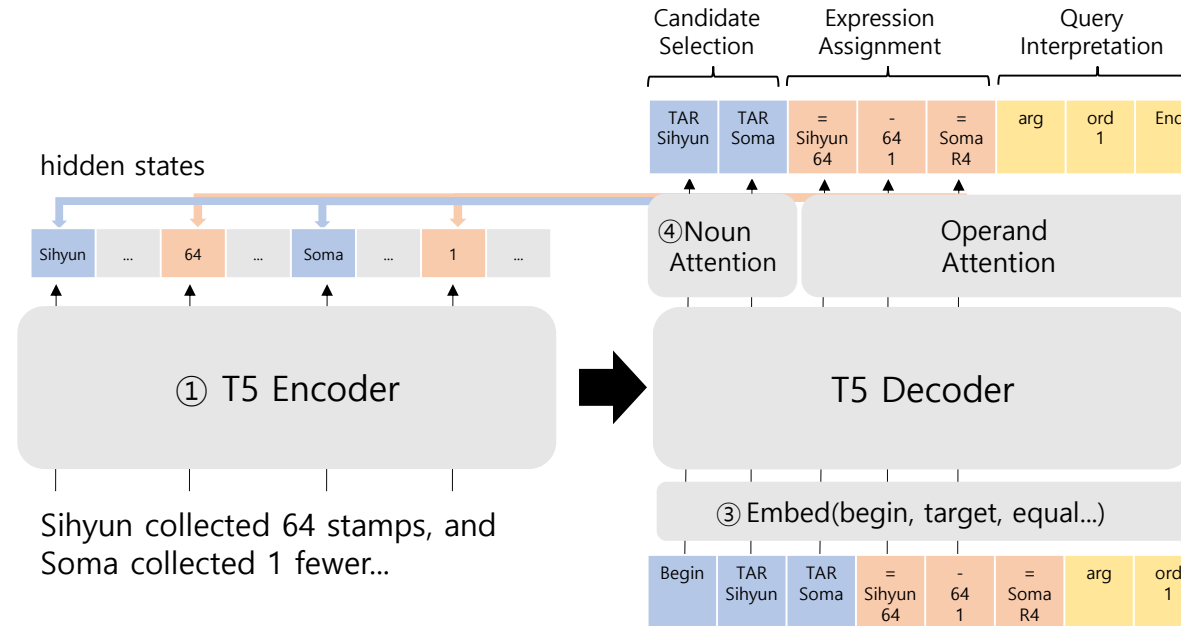 Candidate
Selection
Expression
Assignment
Query
Interpretation
TAR
Sihyun
TAR
Soma
=
Sihyun
64
-
64
1
=
Soma
R4
arg
ord
1
End
hidden states
Sihyun
...
64
...
Soma
...
1
...
④Noun
Attention
Operand
Attention
① T5 Encoder
T5 Decoder
Sihyun collected 64 stamps, and
Soma collected 1 fewer...
③ Embed(begin, target, equal...)
Begin
TAR
Sihyun
TAR
Soma
=
Sihyun
64
-
64
1
=
Soma
R4
arg
ord
1